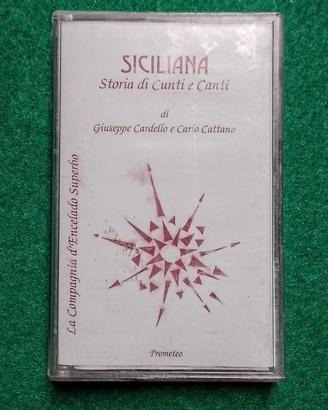 SICILIANA
Storia di Cunti e Canti
di
Giuseppe Cardello e Carlo Cattano
La Compagnia d'Encelado Superbo
Prometeo